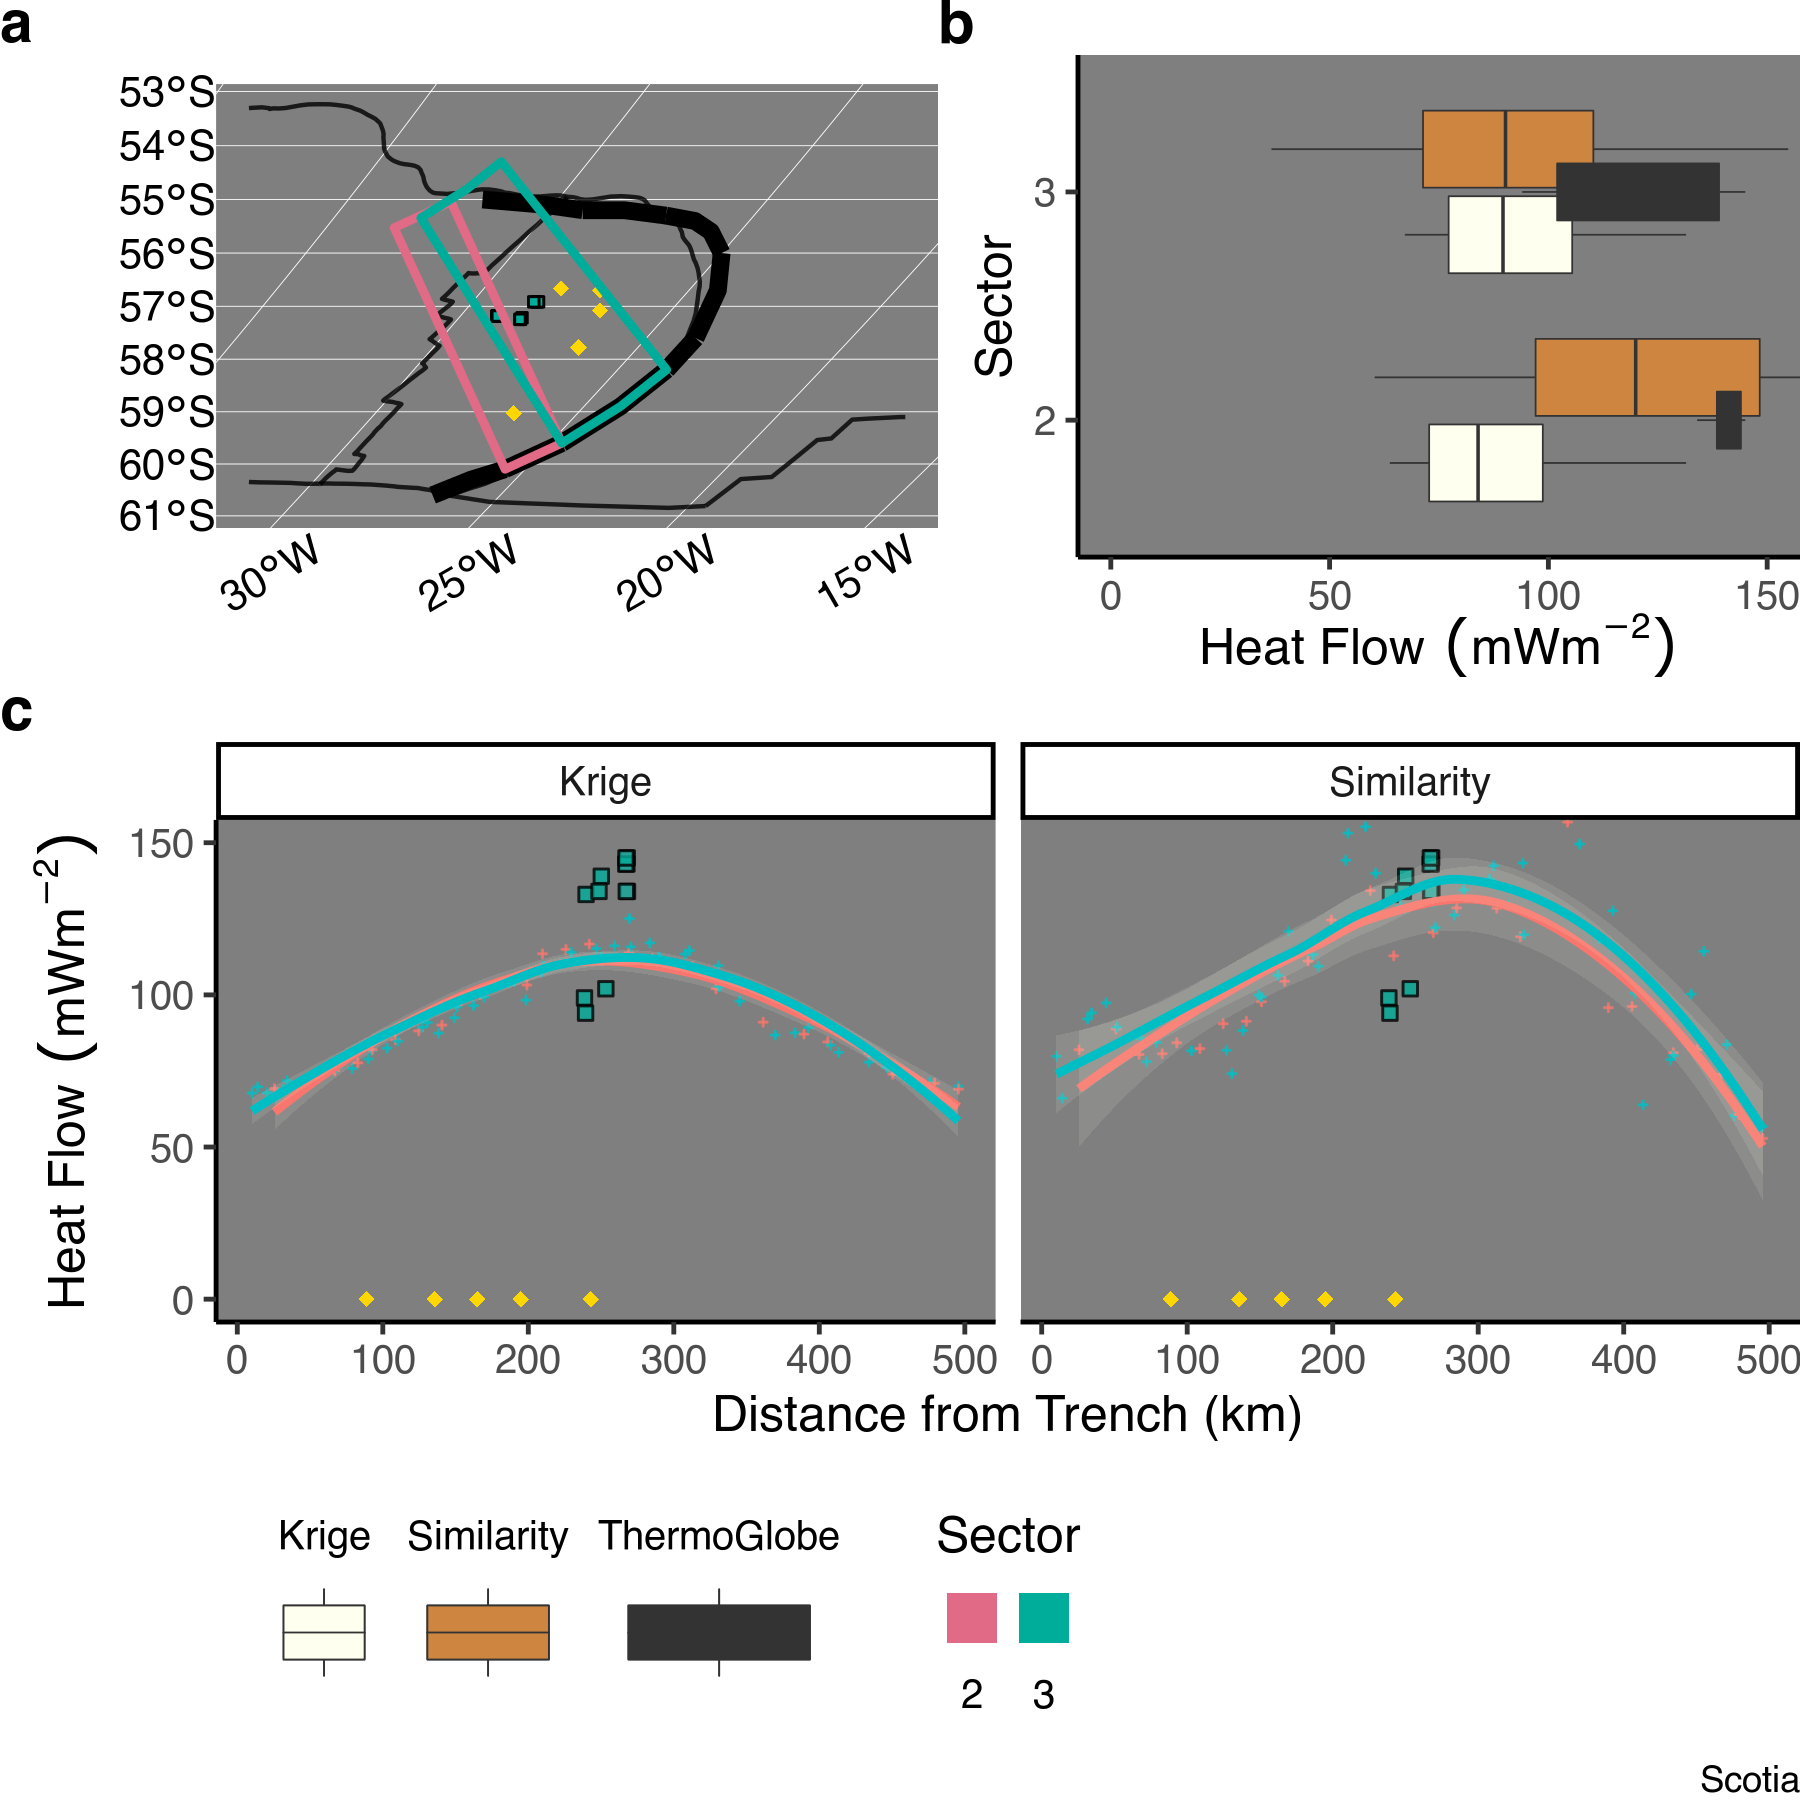 a
53°S
54°S
55°S
56°S
57°S
58°S
59°S
60°S
61°S
30°W
25°W
20°W
15°W
b
Sector
3
2
0
50
100
150
Heat Flow (mWm⁻²)
c
Krige
Similarity
Heat Flow (mWm⁻²)
150
100
50
0
0
100
200
300
400
500
0
100
200
300
400
500
Distance from Trench (km)
Krige
Similarity
ThermoGlobe
Sector
2
3
Scotia